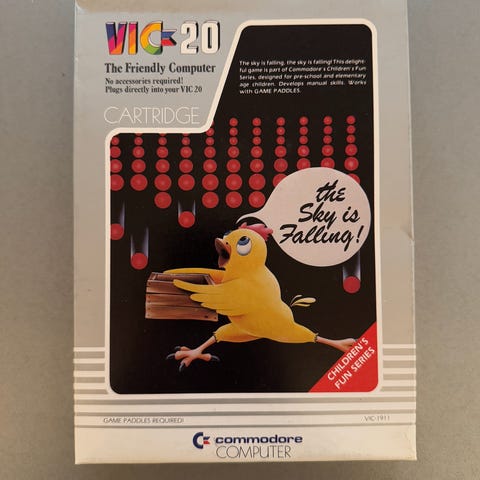 VIC 20
The Friendly Computer
No accessories required!
Plugs directly into your VIC 20
CARTRIDGE
The sky is falling, the sky is falling! This delight-
ful game is part of Commodore's Children's Fun
Series, designed for pre-school and elementary
age children. Develops manual skills. Works
with GAME PADDLES.
the
Sky is
Falling!
CHILDREN'S
FUN SERIES
GAME PADDLES REQUIRED!
VIC-1911
commodore
COMPUTER